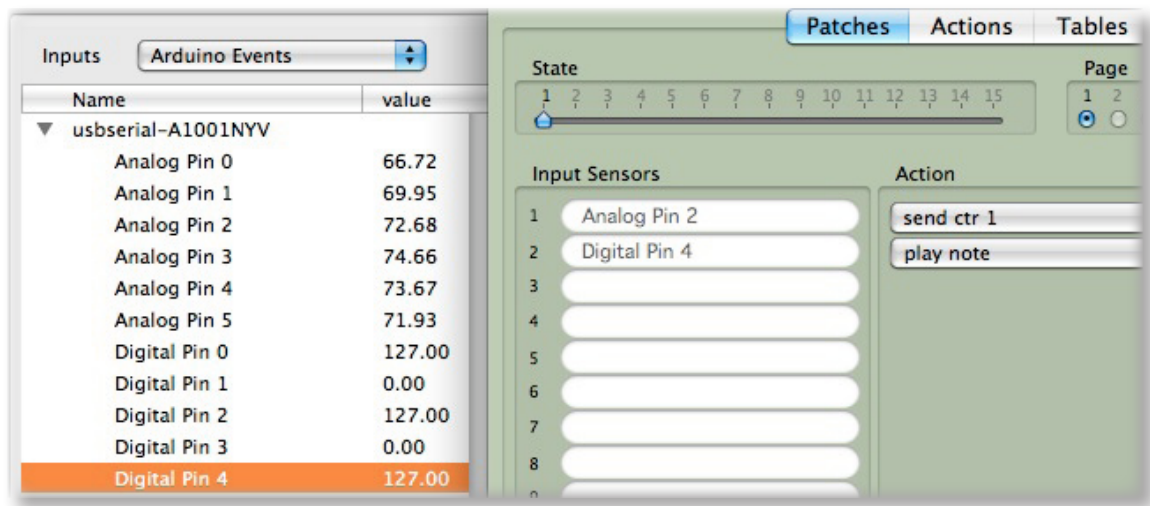 Inputs Arduino Events
Name value
usbserial-A1001NYV
Analog Pin 0 66.72
Analog Pin 1 69.95
Analog Pin 2 72.68
Analog Pin 3 74.66
Analog Pin 4 73.67
Analog Pin 5 71.93
Digital Pin 0 127.00
Digital Pin 1 0.00
Digital Pin 2 127.00
Digital Pin 3 0.00
Digital Pin 4 127.00
Patches Actions Tables
State
1 2 3 4 5 6 7 8 9 10 11 12 13 14 15
Page
1 2
Input Sensors
1 Analog Pin 2
2 Digital Pin 4
3
4
5
6
7
8
Action
send ctr 1
play note